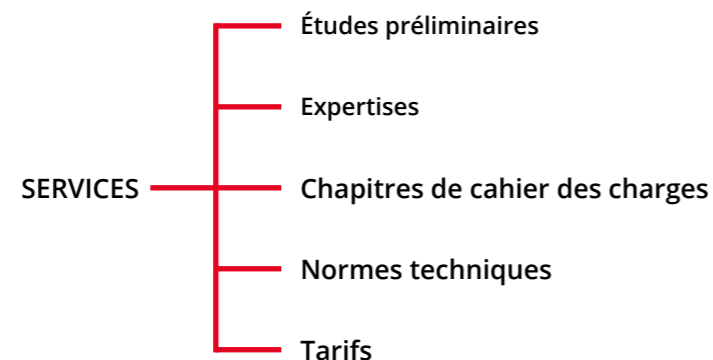 Études préliminaires
Expertises
SERVICES
Chapitres de cahier des charges
Normes techniques
Tarifs